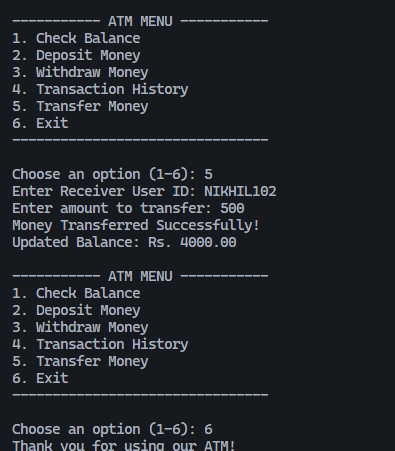 ----------- ATM MENU -----------
1. Check Balance
2. Deposit Money
3. Withdraw Money
4. Transaction History
5. Transfer Money
6. Exit
--------------------------------
Choose an option (1-6): 5
Enter Receiver User ID: NIKHIL102
Enter amount to transfer: 500
Money Transferred Successfully!
Updated Balance: Rs. 4000.00
----------- ATM MENU -----------
1. Check Balance
2. Deposit Money
3. Withdraw Money
4. Transaction History
5. Transfer Money
6. Exit
--------------------------------
Choose an option (1-6): 6
Thank you for using our ATM!